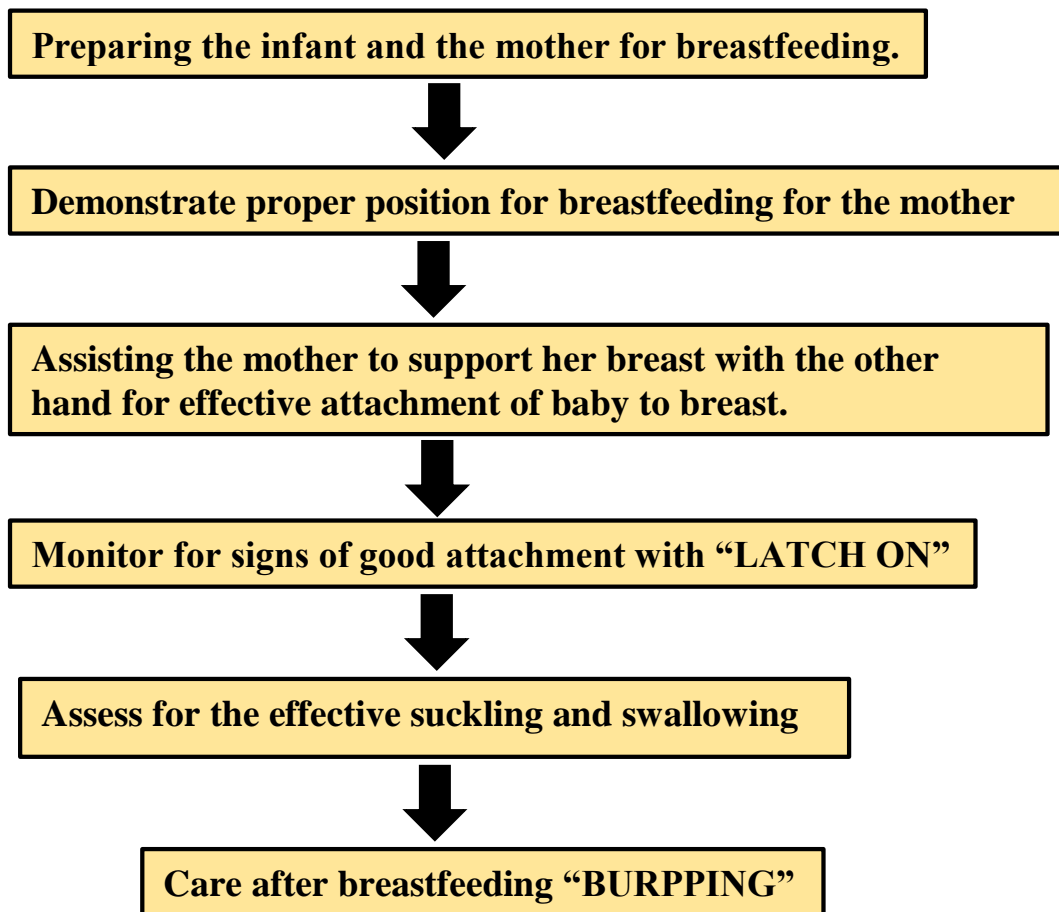 Preparing the infant and the mother for breastfeeding.
Demonstrate proper position for breastfeeding for the mother
Assisting the mother to support her breast with the other
hand for effective attachment of baby to breast.
Monitor for signs of good attachment with “LATCH ON”
Assess for the effective suckling and swallowing
Care after breastfeeding “BURPPING”